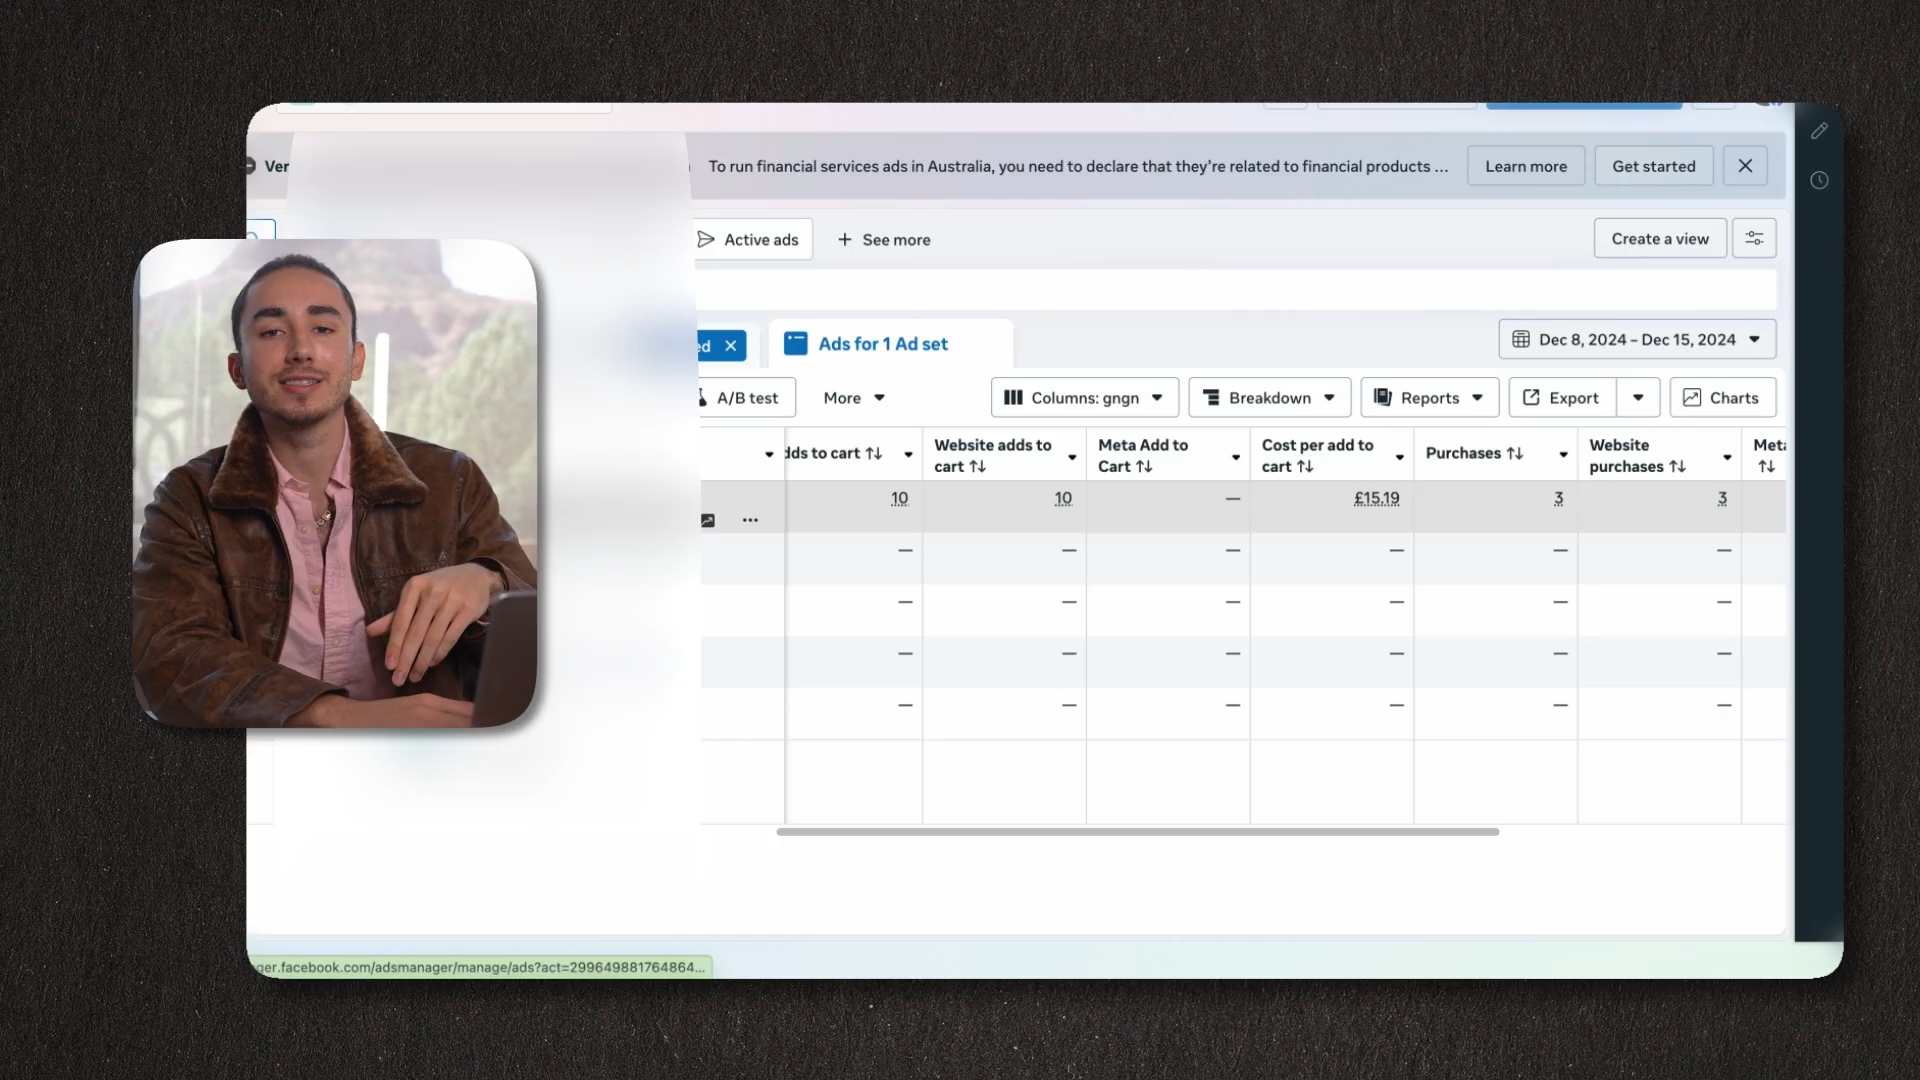 Ver
To run financial services ads in Australia, you need to declare that they're related to financial products ...
Learn more
Get started
Active ads
+ See more
Create a view
ed
Ads for 1 Ad set
Dec 8, 2024 – Dec 15, 2024
A/B test
More
Columns: gngn
Breakdown
Reports
Export
Charts
dds to cart
Website adds to
cart
Meta Add to
Cart
Cost per add to
cart
Purchases
Website
purchases
Meta
10
10
—
£15.19
3
3
...
— — — — — —
— — — — — —
— — — — — —
— — — — — —
ger.facebook.com/adsmanager/manage/ads?act=299649881764864...